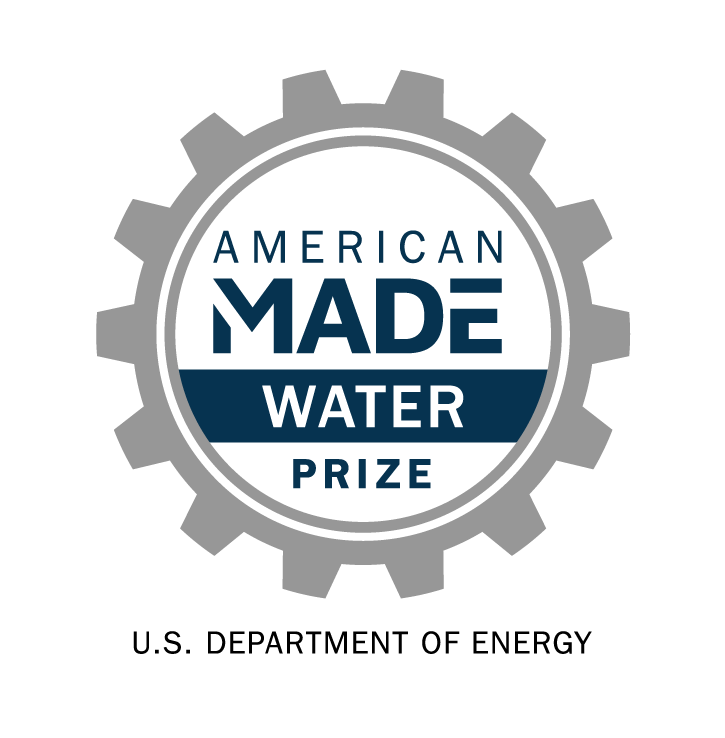 AMERICAN
MADE
WATER
PRIZE
U.S. DEPARTMENT OF ENERGY